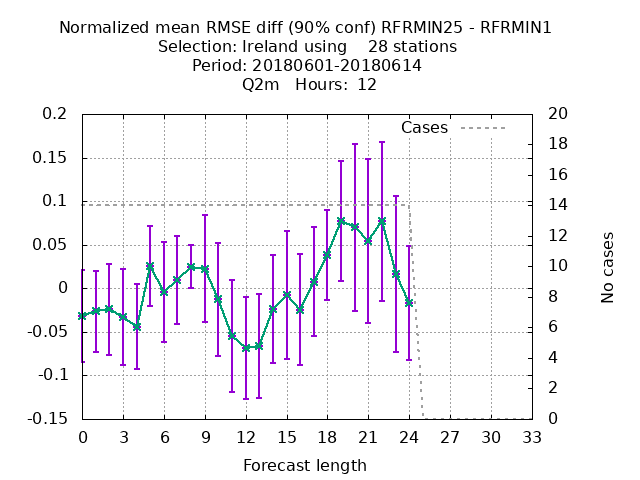 Normalized mean RMSE diff (90% conf) RFRMIN25 - RFRMIN1
Selection: Ireland using    28 stations
Period: 20180601-20180614
Q2m   Hours:  12
Cases
0.2
0.15
0.1
0.05
0
-0.05
-0.1
-0.15
20
18
16
14
12
10
8
6
4
2
0
No cases
0 3 6 9 12 15 18 21 24 27 30 33
Forecast length